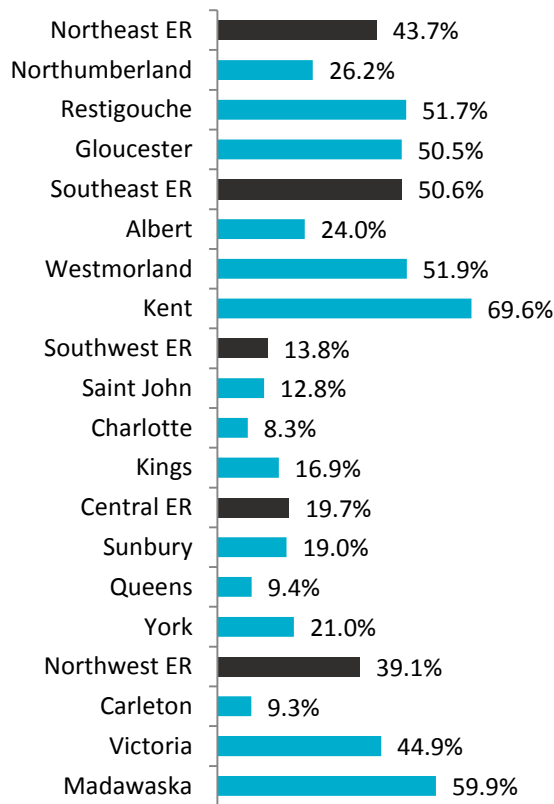 Northeast ER 43.7%
Northumberland 26.2%
Restigouche 51.7%
Gloucester 50.5%
Southeast ER 50.6%
Albert 24.0%
Westmorland 51.9%
Kent 69.6%
Southwest ER 13.8%
Saint John 12.8%
Charlotte 8.3%
Kings 16.9%
Central ER 19.7%
Sunbury 19.0%
Queens 9.4%
York 21.0%
Northwest ER 39.1%
Carleton 9.3%
Victoria 44.9%
Madawaska 59.9%